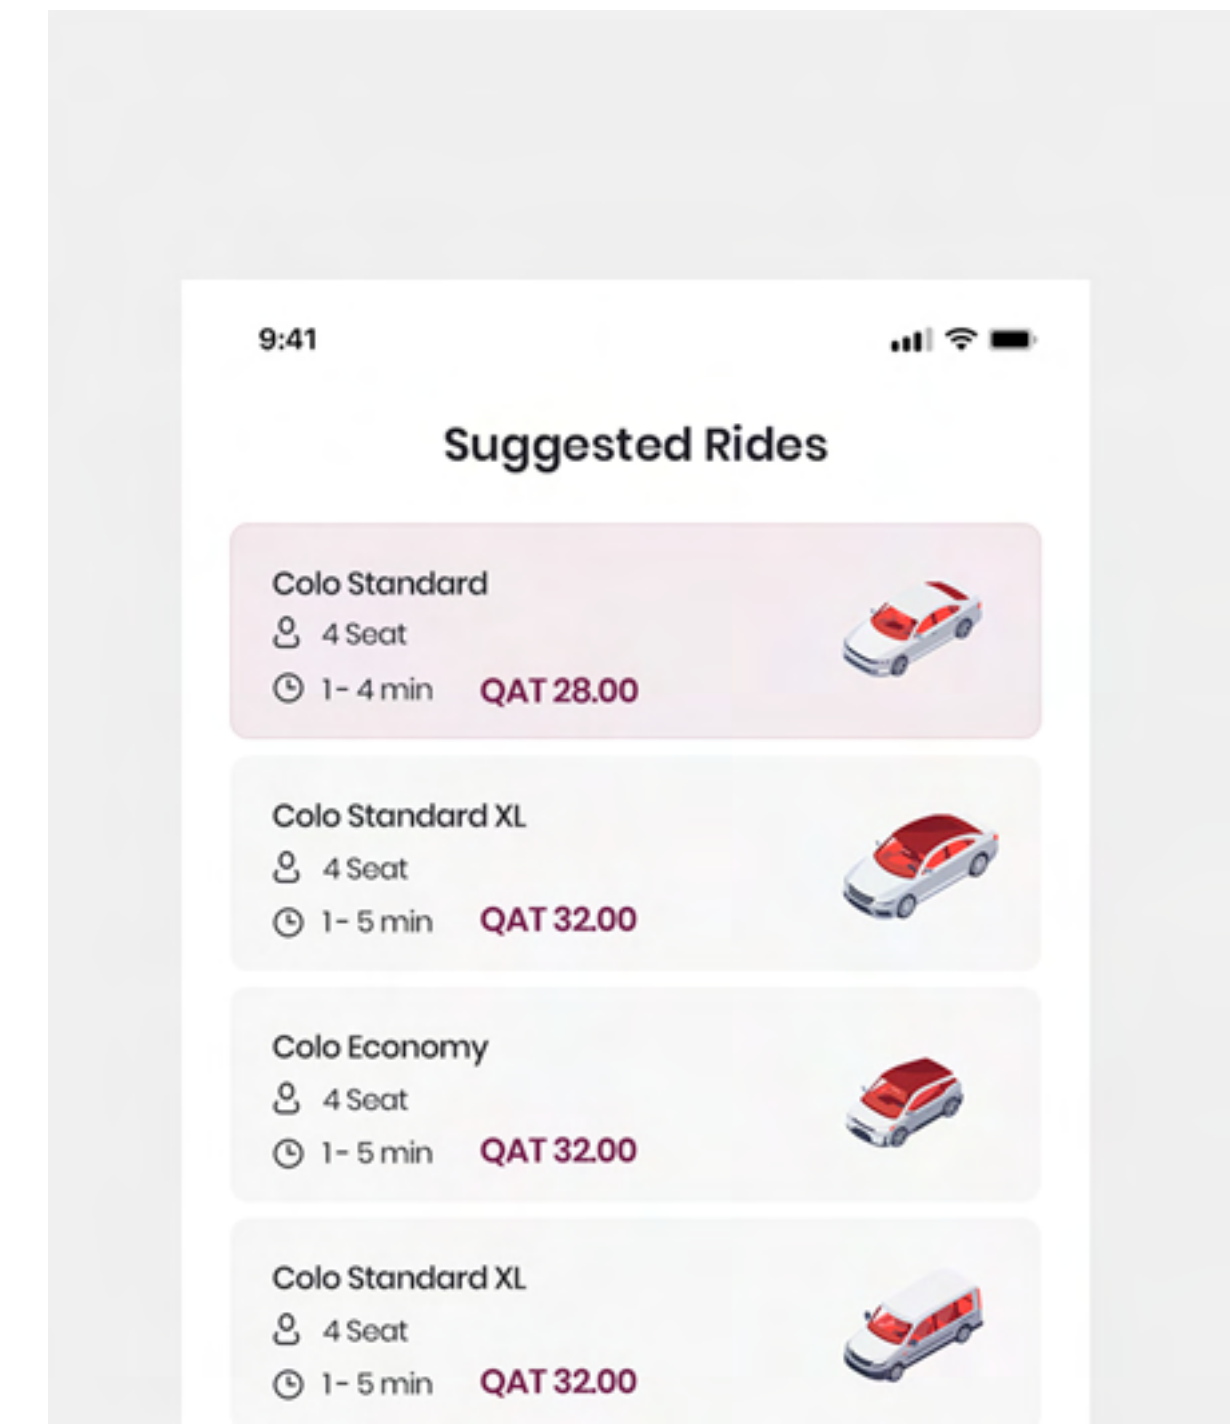 9:41
Suggested Rides
Colo Standard
4 Seat
1 - 4 min QAT 28.00
Colo Standard XL
4 Seat
1 - 5 min QAT 32.00
Colo Economy
4 Seat
1 - 5 min QAT 32.00
Colo Standard XL
4 Seat
1 - 5 min QAT 32.00